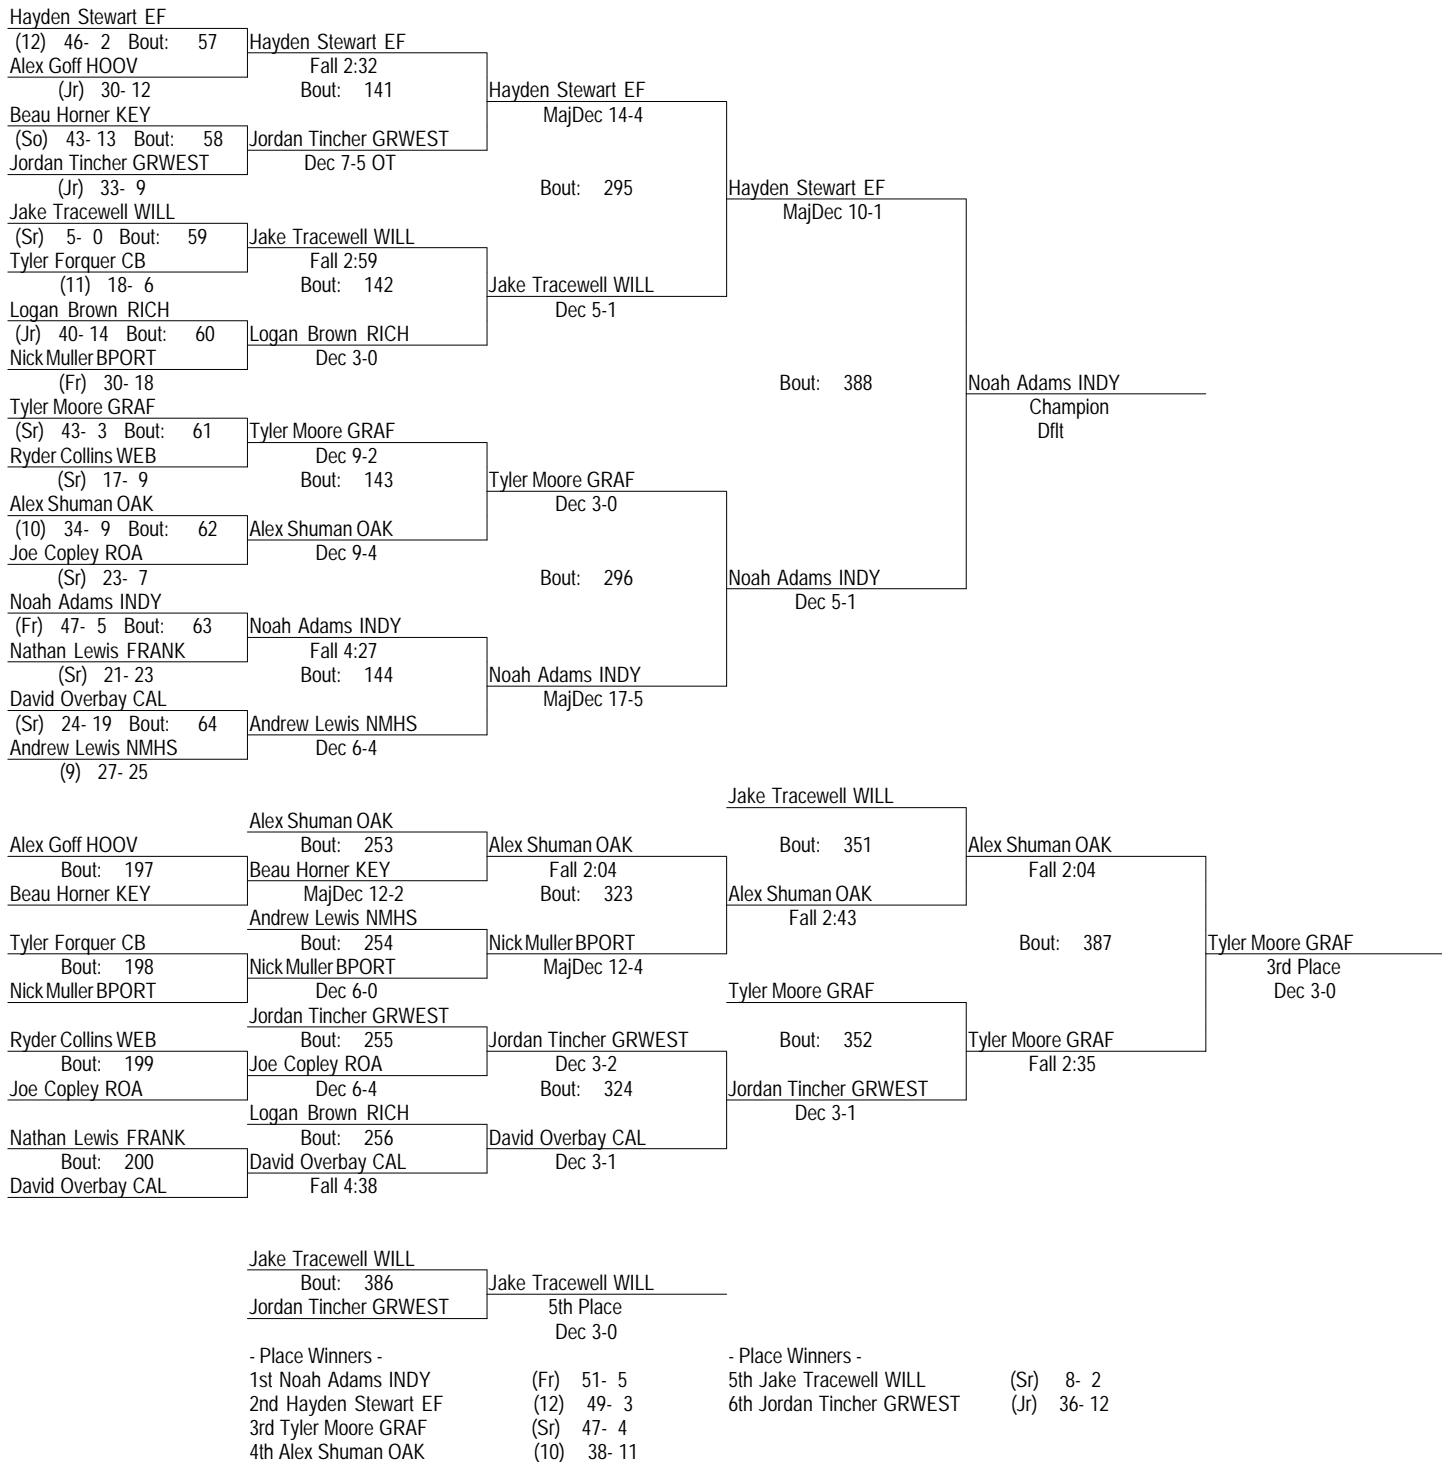 Hayden Stewart EF
(12) 46- 2 Bout: 57 Hayden Stewart EF
Alex Goff HOOV Fall 2:32
(Jr) 30- 12 Bout: 141 Hayden Stewart EF
Beau Horner KEY MajDec 14-4
(So) 43- 13 Bout: 58 Jordan Tincher GRWEST
Jordan Tincher GRWEST Dec 7-5 OT
(Jr) 33- 9 Bout: 295 Hayden Stewart EF
Jake Tracewell WILL MajDec 10-1
(Sr) 5- 0 Bout: 59 Jake Tracewell WILL
Tyler Forquer CB Fall 2:59
(11) 18- 6 Bout: 142 Jake Tracewell WILL
Logan Brown RICH Dec 5-1
(Jr) 40- 14 Bout: 60 Logan Brown RICH
Nick Muller BPORT Dec 3-0
(Fr) 30- 18 Bout: 388 Noah Adams INDY
Tyler Moore GRAF Champion
(Sr) 43- 3 Bout: 61 Tyler Moore GRAF Dflt
Ryder Collins WEB Dec 9-2
(Sr) 17- 9 Bout: 143 Tyler Moore GRAF
Alex Shuman OAK Dec 3-0
(10) 34- 9 Bout: 62 Alex Shuman OAK
Joe Copley ROA Dec 9-4
(Sr) 23- 7 Bout: 296 Noah Adams INDY
Noah Adams INDY Dec 5-1
(Fr) 47- 5 Bout: 63 Noah Adams INDY
Nathan Lewis FRANK Fall 4:27
(Sr) 21- 23 Bout: 144 Noah Adams INDY
David Overbay CAL MajDec 17-5
(Sr) 24- 19 Bout: 64 Andrew Lewis NMHS
Andrew Lewis NMHS Dec 6-4
(9) 27- 25
Jake Tracewell WILL
Alex Shuman OAK
Alex Goff HOOV Bout: 253 Alex Shuman OAK Bout: 351 Alex Shuman OAK
Bout: 197 Beau Horner KEY Fall 2:04 Fall 2:04
Beau Horner KEY MajDec 12-2 Bout: 323 Alex Shuman OAK
Andrew Lewis NMHS Fall 2:43
Tyler Forquer CB Bout: 254 Nick Muller BPORT Bout: 387 Tyler Moore GRAF
Bout: 198 Nick Muller BPORT MajDec 12-4 3rd Place
Nick Muller BPORT Dec 6-0 Tyler Moore GRAF Dec 3-0
Jordan Tincher GRWEST
Ryder Collins WEB Bout: 255 Jordan Tincher GRWEST Bout: 352 Tyler Moore GRAF
Bout: 199 Joe Copley ROA Dec 3-2 Fall 2:35
Joe Copley ROA Dec 6-4 Bout: 324 Jordan Tincher GRWEST
Logan Brown RICH Dec 3-1
Nathan Lewis FRANK Bout: 256 David Overbay CAL
Bout: 200 David Overbay CAL Dec 3-1
David Overbay CAL Fall 4:38
Jake Tracewell WILL
Bout: 386 Jake Tracewell WILL
Jordan Tincher GRWEST 5th Place
Dec 3-0
- Place Winners - - Place Winners -
1st Noah Adams INDY (Fr) 51- 5 5th Jake Tracewell WILL (Sr) 8- 2
2nd Hayden Stewart EF (12) 49- 3 6th Jordan Tincher GRWEST (Jr) 36- 12
3rd Tyler Moore GRAF (Sr) 47- 4
4th Alex Shuman OAK (10) 38- 11